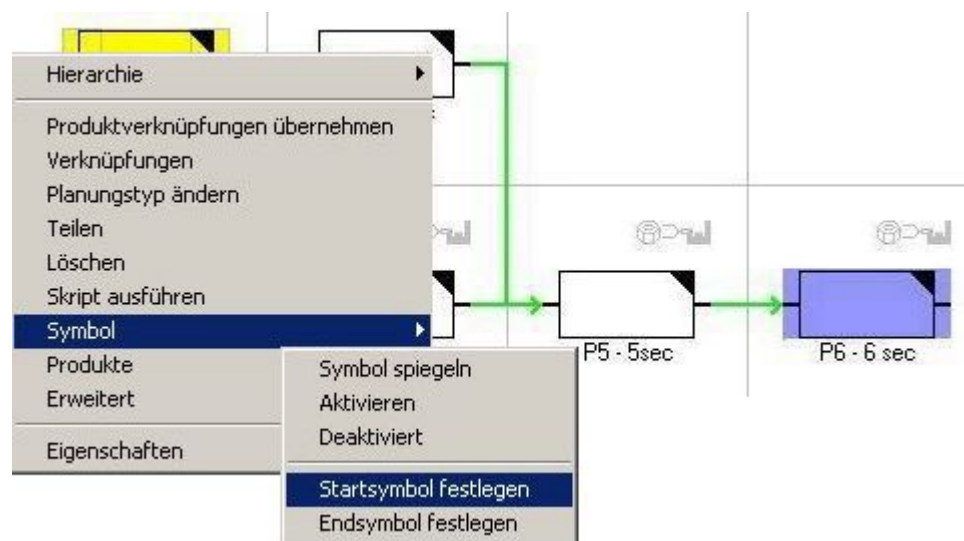 Hierarchie
Produktverknüpfungen übernehmen
Verknüpfungen
Planungstyp ändern
Teilen
Löschen
Skript ausführen
Symbol
Produkte
Erweitert
Eigenschaften
Symbol spiegeln
Aktivieren
Deaktiviert
Startsymbol festlegen
Endsymbol festlegen
P5 - 5sec
P6 - 6 sec